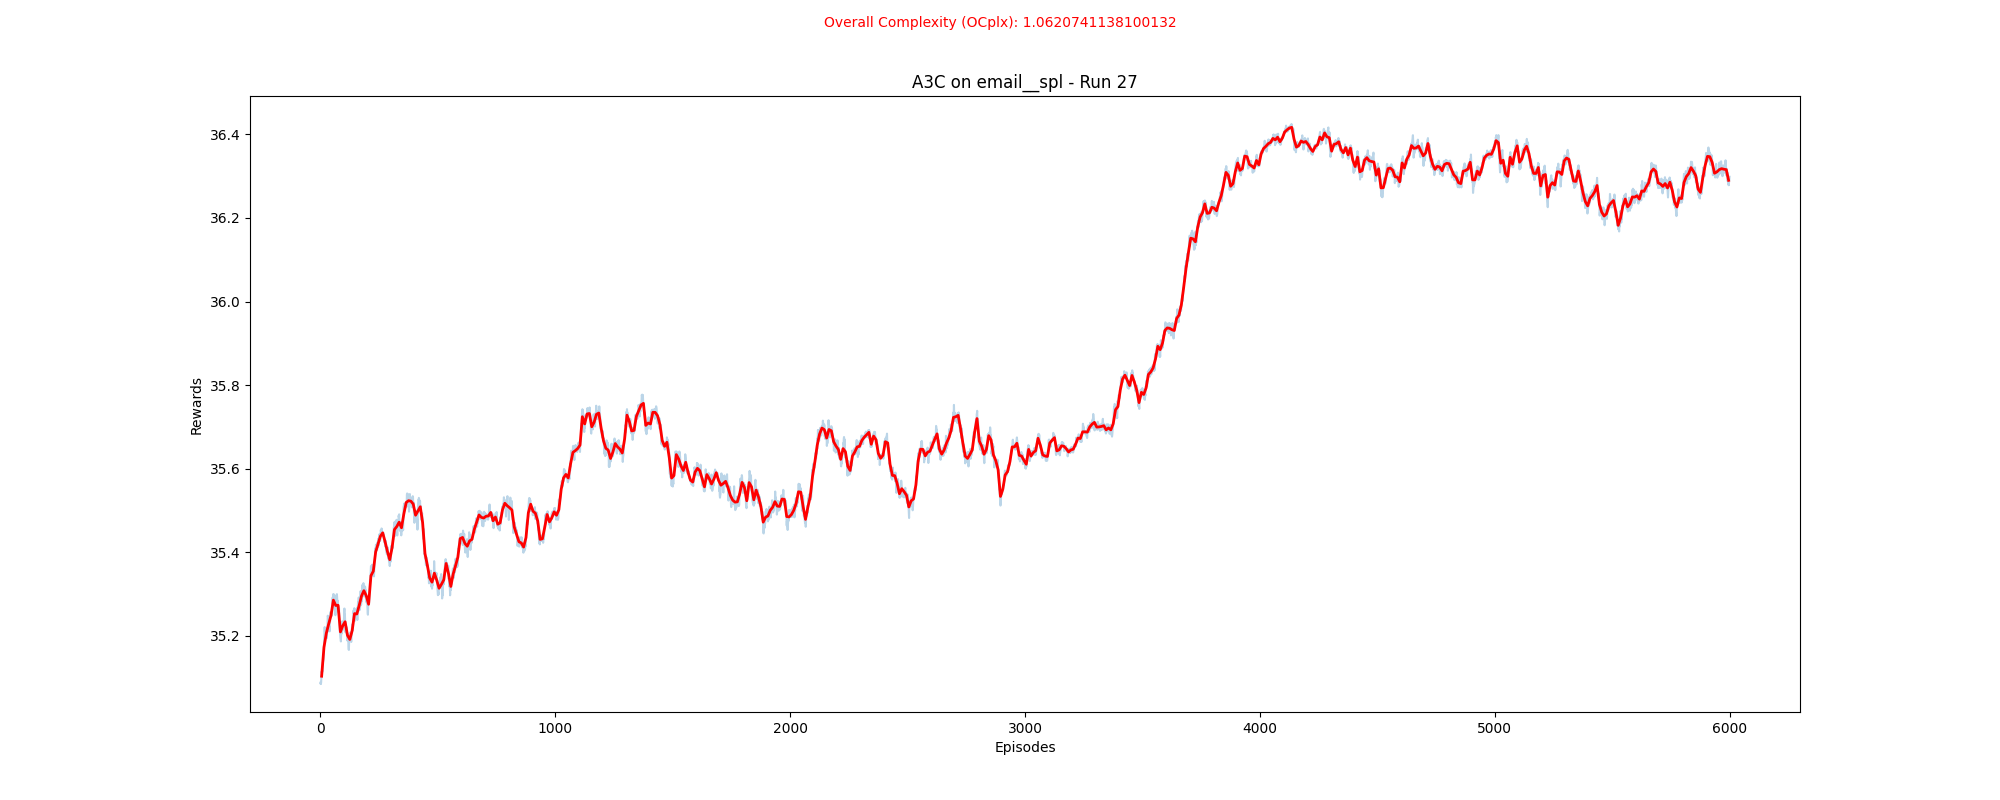 Overall Complexity (OCplx): 1.0620741138100132
A3C on email__spl - Run 27
36.4
36.2
36.0
35.8
35.6
35.4
35.2
Rewards
0 1000 2000 3000 4000 5000 6000
Episodes